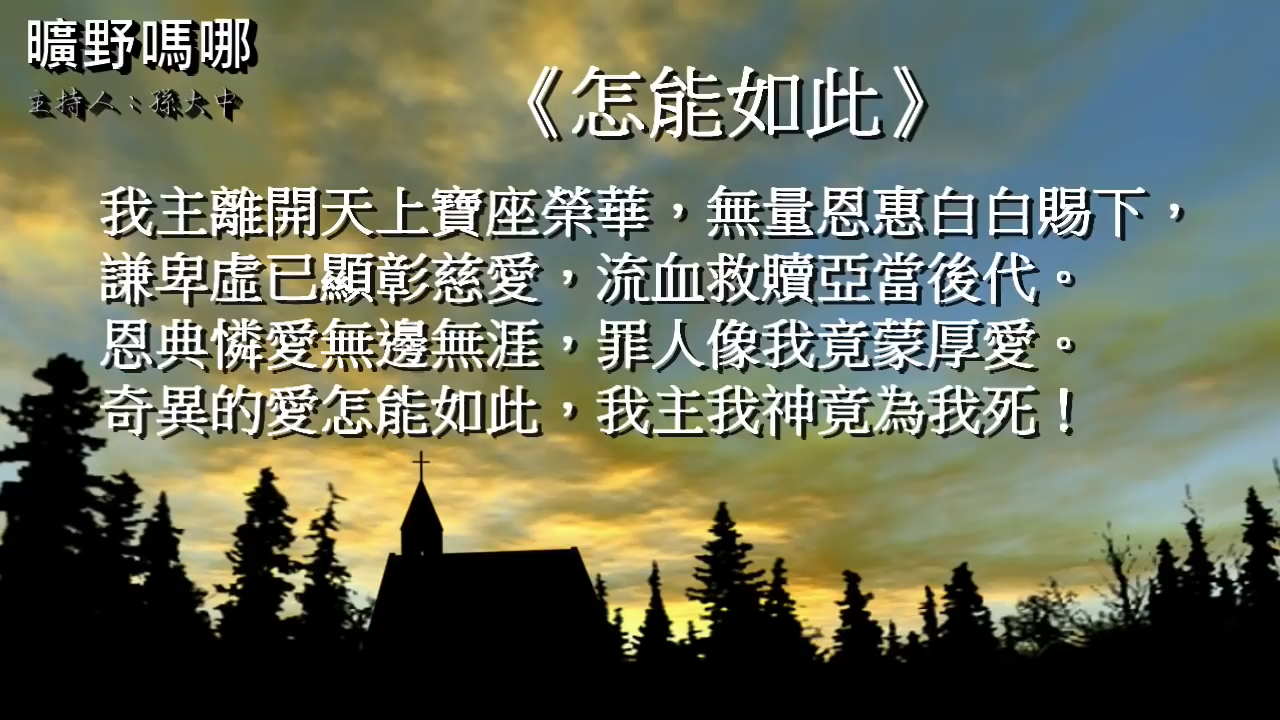 曠野嗎哪
主持人：孫大中
《怎能如此》
我主離開天上寶座榮華，無量恩惠白白賜下，
謙卑虛已顯彰慈愛，流血救贖亞當後代。
恩典憐愛無邊無涯，罪人像我竟蒙厚愛。
奇異的愛怎能如此，我主我神竟為我死！